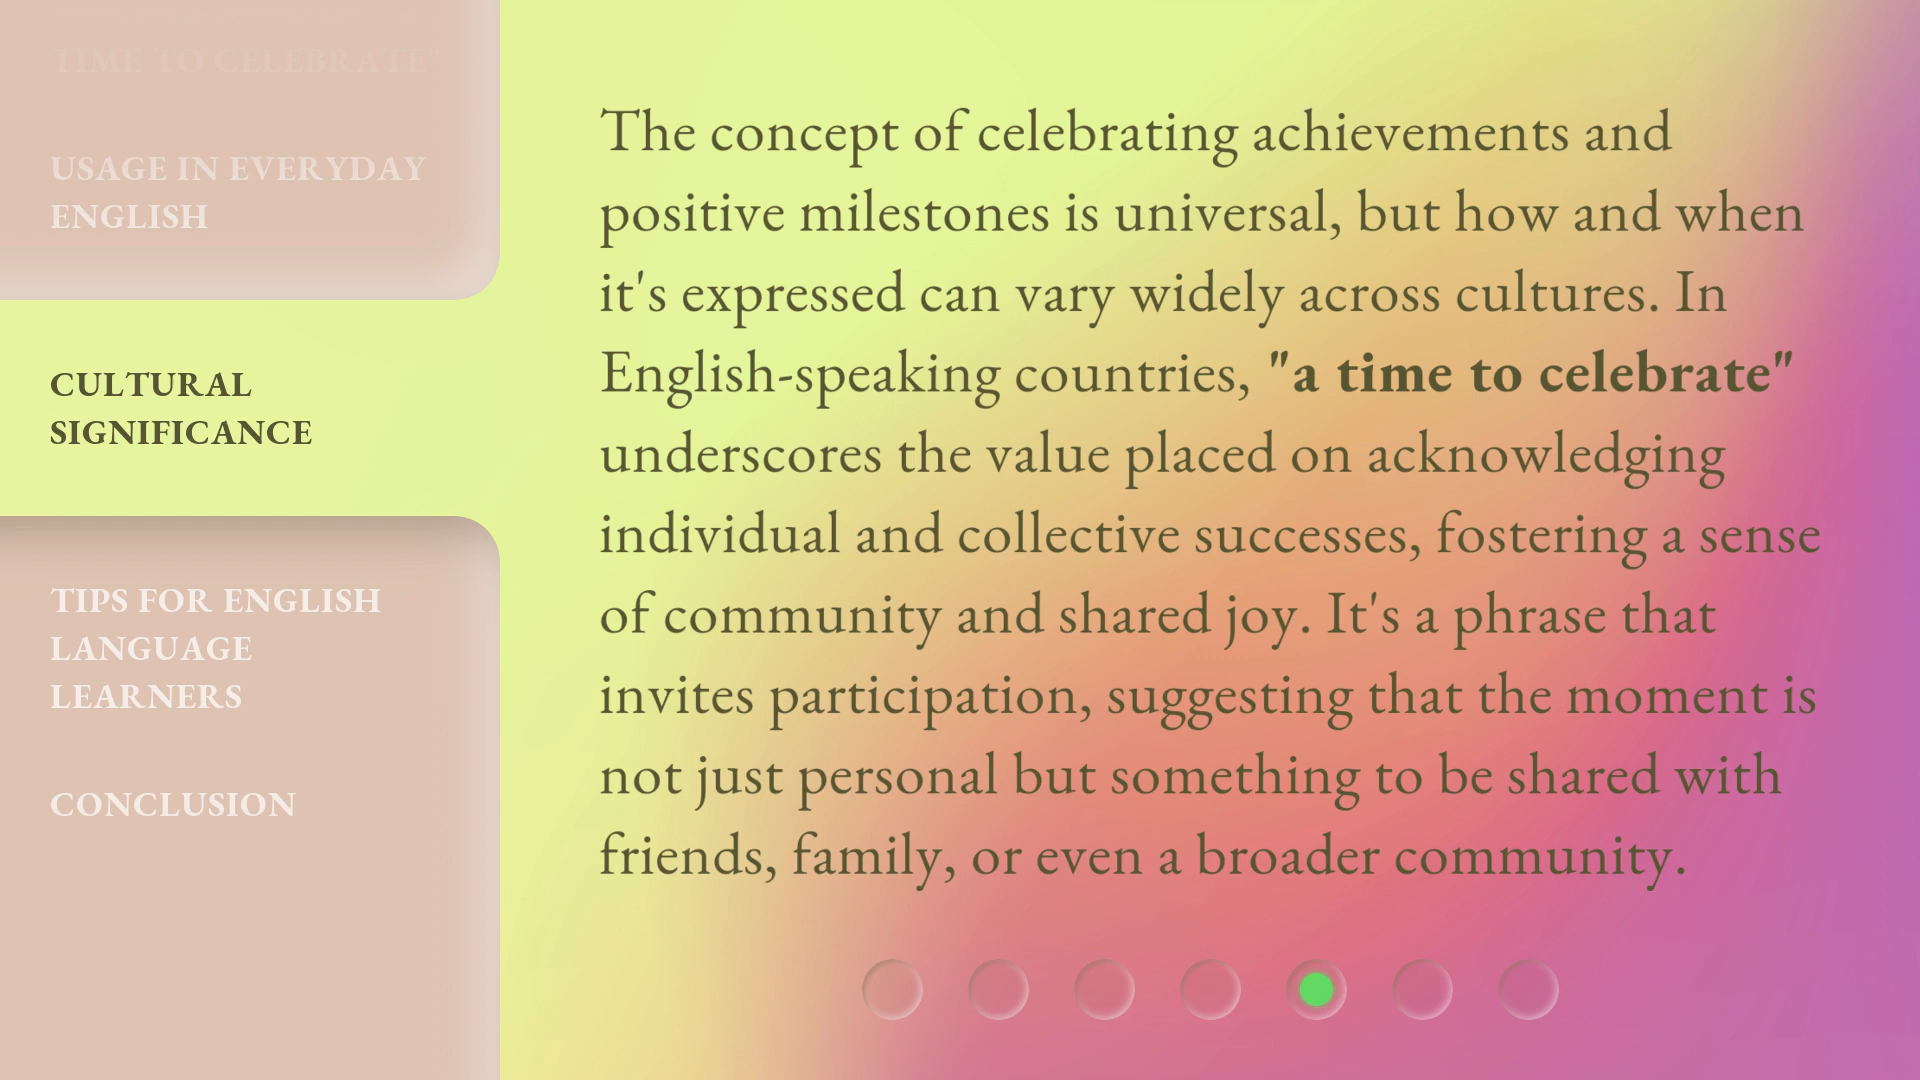 TIME TO CELEBRATE"
USAGE IN EVERYDAY
ENGLISH
CULTURAL
SIGNIFICANCE
TIPS FOR ENGLISH
LANGUAGE
LEARNERS
CONCLUSION
The concept of celebrating achievements and
positive milestones is universal, but how and when
it's expressed can vary widely across cultures. In
English-speaking countries, "a time to celebrate"
underscores the value placed on acknowledging
individual and collective successes, fostering a sense
of community and shared joy. It's a phrase that
invites participation, suggesting that the moment is
not just personal but something to be shared with
friends, family, or even a broader community.